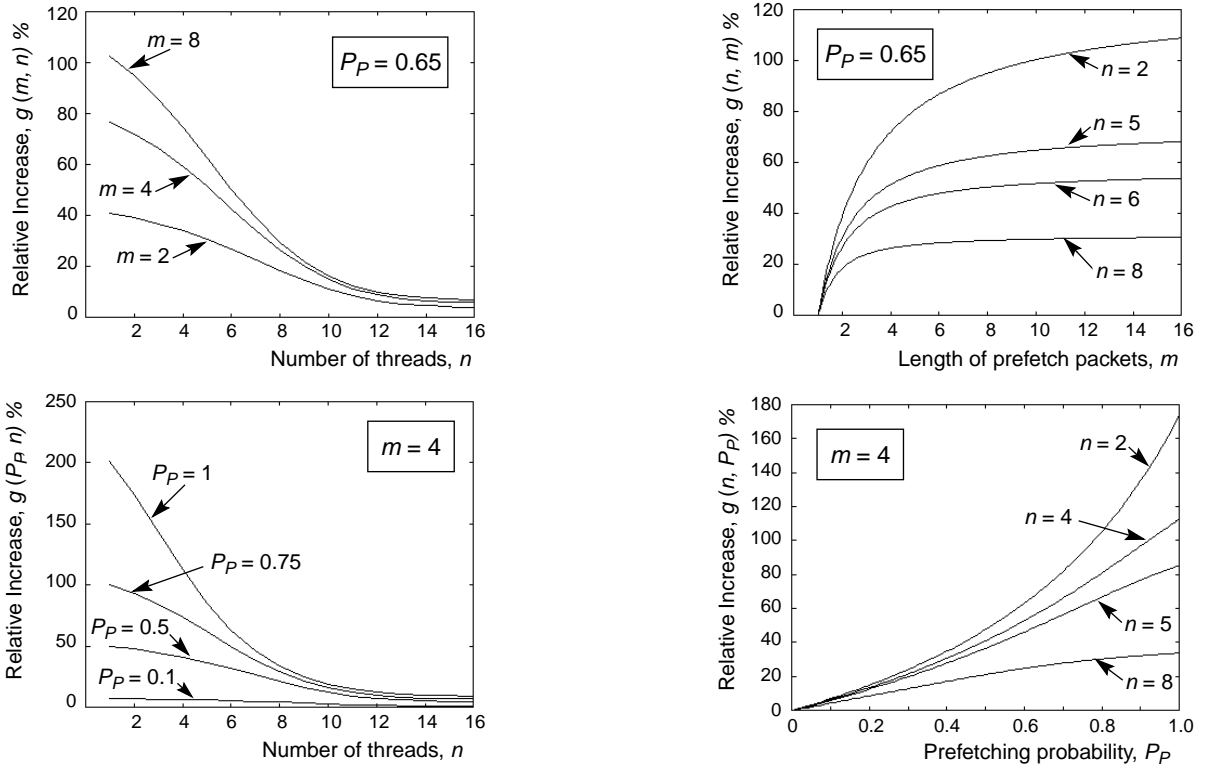 Relative Increase, g (m, n) %
120
100
80
60
40
20
0
m = 8
m = 4
m = 2
P_P = 0.65
2 4 6 8 10 12 14 16
Number of threads, n
Relative Increase, g (n, m) %
120
100
80
60
40
20
0
P_P = 0.65
n = 2
n = 5
n = 6
n = 8
2 4 6 8 10 12 14 16
Length of prefetch packets, m
Relative Increase, g (P_P, n) %
250
200
150
100
50
0
m = 4
P_P = 1
P_P = 0.75
P_P = 0.5
P_P = 0.1
2 4 6 8 10 12 14 16
Number of threads, n
Relative Increase, g (n, P_P) %
180
160
140
120
100
80
60
40
20
0
m = 4
n = 2
n = 4
n = 5
n = 8
0 0.2 0.4 0.6 0.8 1.0
Prefetching probability, P_P